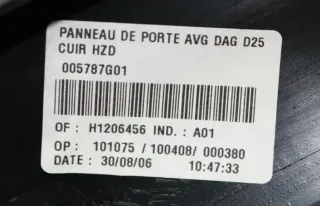 PANNEAU DE PORTE AVG DAG D25
CUIR HZD
005787G01
OF : H1206456 IND. : A01
OP : 101075 / 100408/ 000380
DATE : 30/08/06 10:47:33